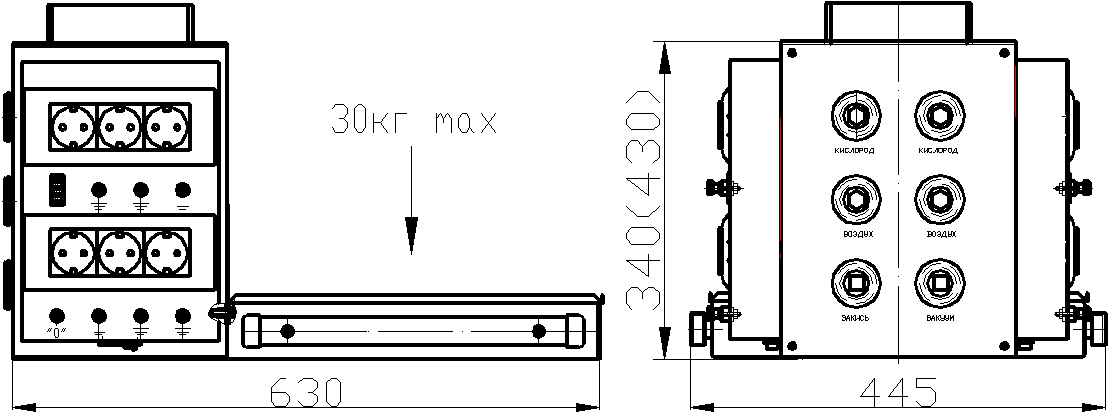 30кг max
КИСЛОРОД КИСЛОРОД
ВОЗДУХ ВОЗДУХ
ЗАКИСЬ ВАКУУМ
"0"
340(430)
630
445